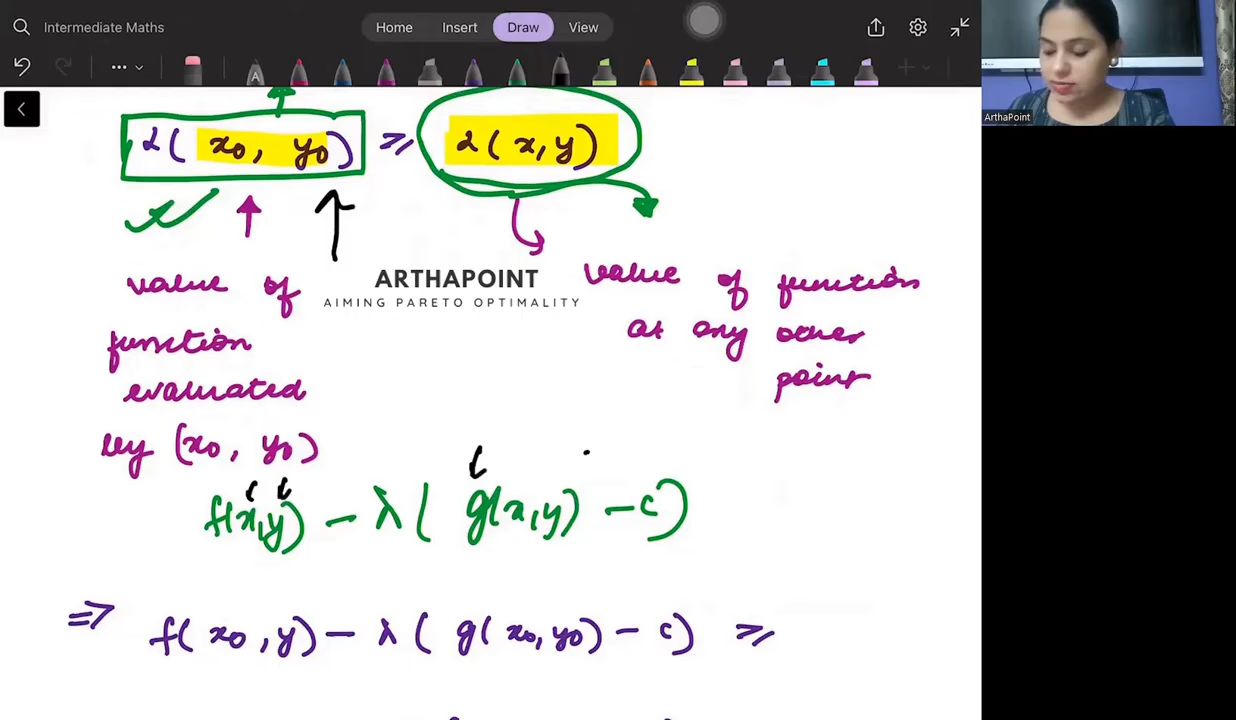 Intermediate Maths
Home Insert Draw View
ArthaPoint
L( x0, y0) ≥ L( x, y)
ARTHAPOINT
AIMING PARETO OPTIMALITY
value of
function
evaluated
by (x0, y0)
value of function
at any other
point
f(x,y) - λ( g(x,y) - c)
⇒ f( x0, y) - λ( g( x0, y0) - c) ≥